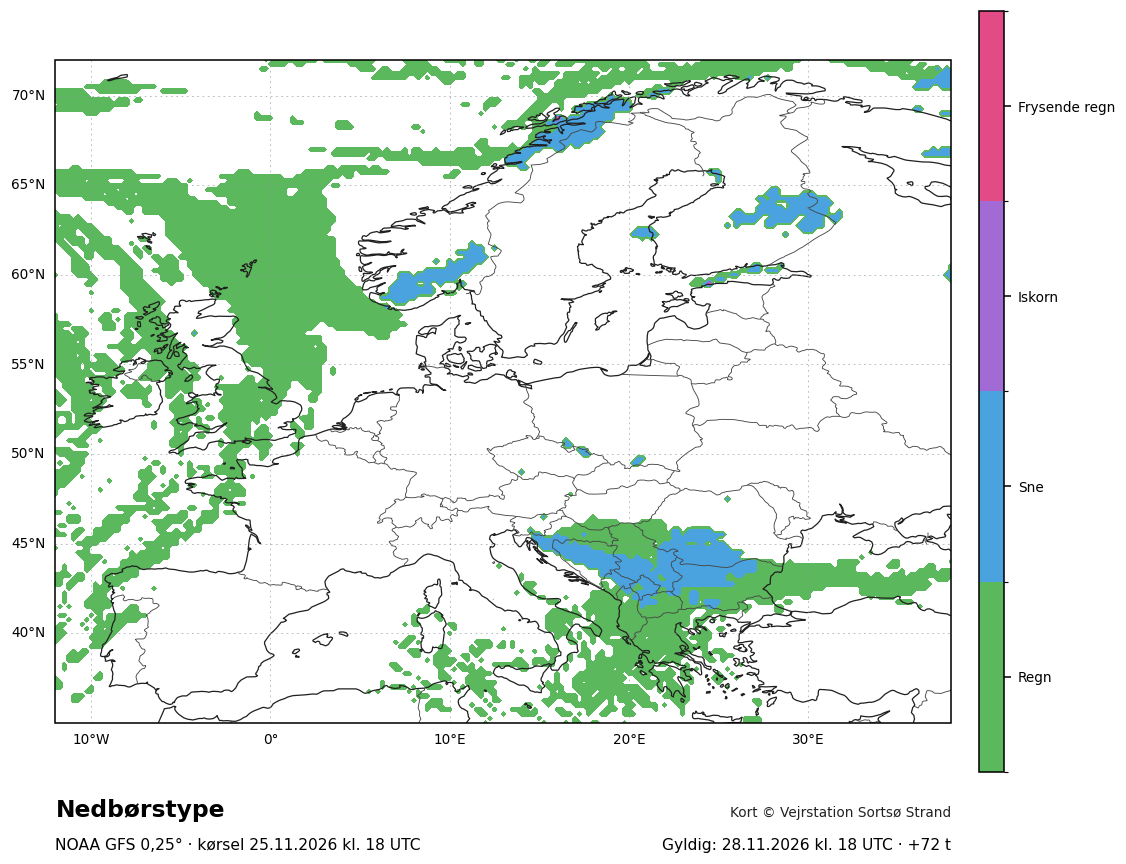 Frysende regn
Iskorn
Sne
Regn
70°N
65°N
60°N
55°N
50°N
45°N
40°N
10°W
0°
10°E
20°E
30°E
Nedbørstype
Kort © Vejrstation Sortsø Strand
NOAA GFS 0,25° · kørsel 25.11.2026 kl. 18 UTC
Gyldig: 28.11.2026 kl. 18 UTC · +72 t